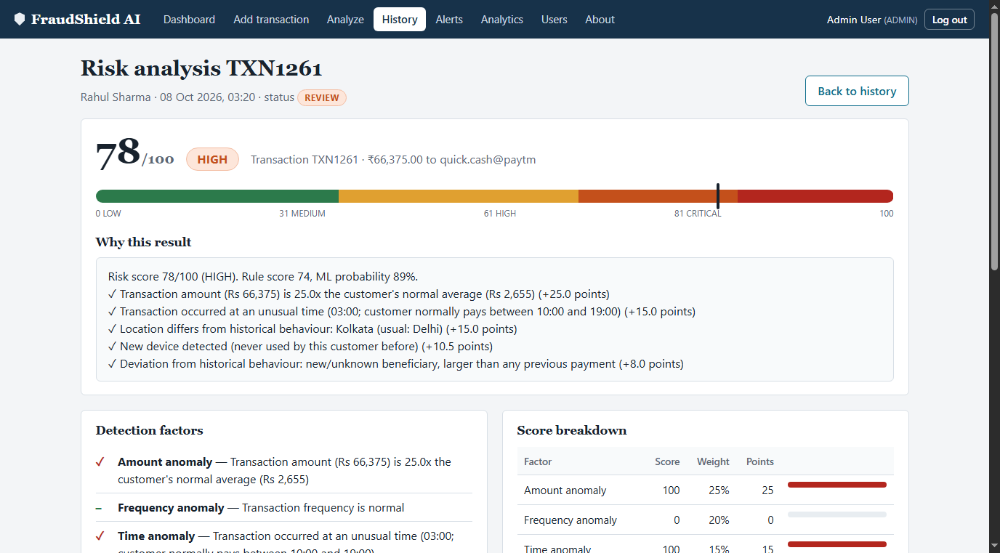 FraudShield AI Dashboard Add transaction Analyze History Alerts Analytics Users About Admin User (ADMIN) Log out
Risk analysis TXN1261
Rahul Sharma · 08 Oct 2026, 03:20 · status REVIEW
Back to history
78/100 HIGH Transaction TXN1261 · ₹66,375.00 to quick.cash@paytm
0 LOW 31 MEDIUM 61 HIGH 81 CRITICAL 100
Why this result
Risk score 78/100 (HIGH). Rule score 74, ML probability 89%.
✓ Transaction amount (Rs 66,375) is 25.0x the customer's normal average (Rs 2,655) (+25.0 points)
✓ Transaction occurred at an unusual time (03:00; customer normally pays between 10:00 and 19:00) (+15.0 points)
✓ Location differs from historical behaviour: Kolkata (usual: Delhi) (+15.0 points)
✓ New device detected (never used by this customer before) (+10.5 points)
✓ Deviation from historical behaviour: new/unknown beneficiary, larger than any previous payment (+8.0 points)
Detection factors
✓ Amount anomaly — Transaction amount (Rs 66,375) is 25.0x the
customer's normal average (Rs 2,655)
– Frequency anomaly — Transaction frequency is normal
✓ Time anomaly — Transaction occurred at an unusual time (03:00;
customer normally pays between 10:00 and 19:00)
Score breakdown
Factor Score Weight Points
Amount anomaly 100 25% 25
Frequency anomaly 0 20% 0
Time anomaly 100 15% 15